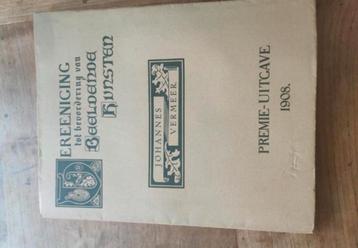 VEREENIGING
tot bevordering van
BEELDENDE
KUNSTEN
JOHANNES
VERMEER
PREMIE-UITGAVE
1908.